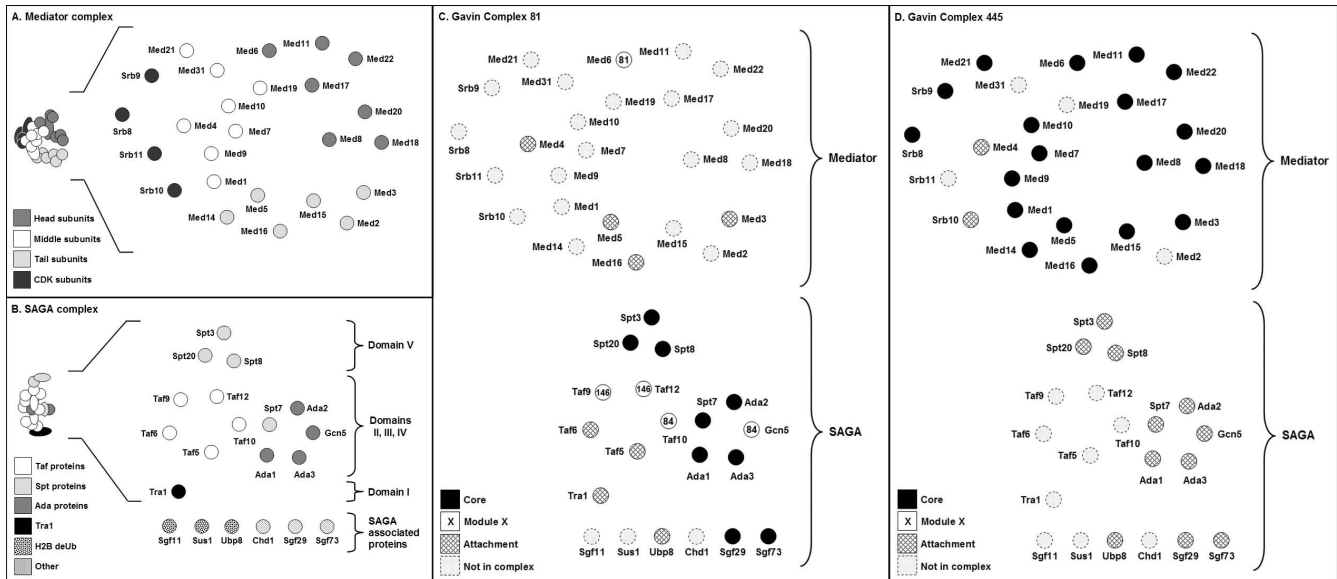 A. Mediator complex
Med21
Med6
Med11
Med22
Srb9
Med31
Med19
Med17
Med10
Med20
Srb8
Med4
Med7
Med8
Med18
Srb11
Med9
Srb10
Med1
Med5
Med15
Med3
Med14
Med16
Med2
Head subunits
Middle subunits
Tail subunits
CDK subunits
B. SAGA complex
Spt3
Spt20
Spt8
Domain V
Taf9
Taf12
Spt7
Ada2
Domains
II, III, IV
Taf6
Gcn5
Taf10
Taf5
Ada1
Ada3
Tra1
Domain I
Taf proteins
Spt proteins
Ada proteins
Tra1
H2B deUb
Other
Sgf11
Sus1
Ubp8
Chd1
Sgf29
Sgf73
SAGA
associated
proteins
C. Gavin Complex 81
Med21
Med6
81
Med11
Med22
Srb9
Med31
Med19
Med17
Med10
Med20
Srb8
Med4
Med7
Med8
Med18
Srb11
Med9
Srb10
Med1
Med5
Med15
Med3
Med14
Med16
Med2
Mediator
Spt3
Spt20
Spt8
Taf9
146
146
Taf12
Spt7
Ada2
Taf6
84
84
Gcn5
Taf10
Taf5
Ada1
Ada3
Tra1
SAGA
Core
X
Module X
Attachment
Not in complex
Sgf11
Sus1
Ubp8
Chd1
Sgf29
Sgf73
D. Gavin Complex 445
Med21
Med6
Med11
Med22
Srb9
Med31
Med19
Med17
Med10
Med20
Srb8
Med4
Med7
Med8
Med18
Srb11
Med9
Srb10
Med1
Med5
Med15
Med3
Med14
Med16
Med2
Mediator
Spt3
Spt20
Spt8
Taf9
Taf12
Spt7
Ada2
Taf6
Gcn5
Taf10
Taf5
Ada1
Ada3
Tra1
SAGA
Core
X
Module X
Attachment
Not in complex
Sgf11
Sus1
Ubp8
Chd1
Sgf29
Sgf73